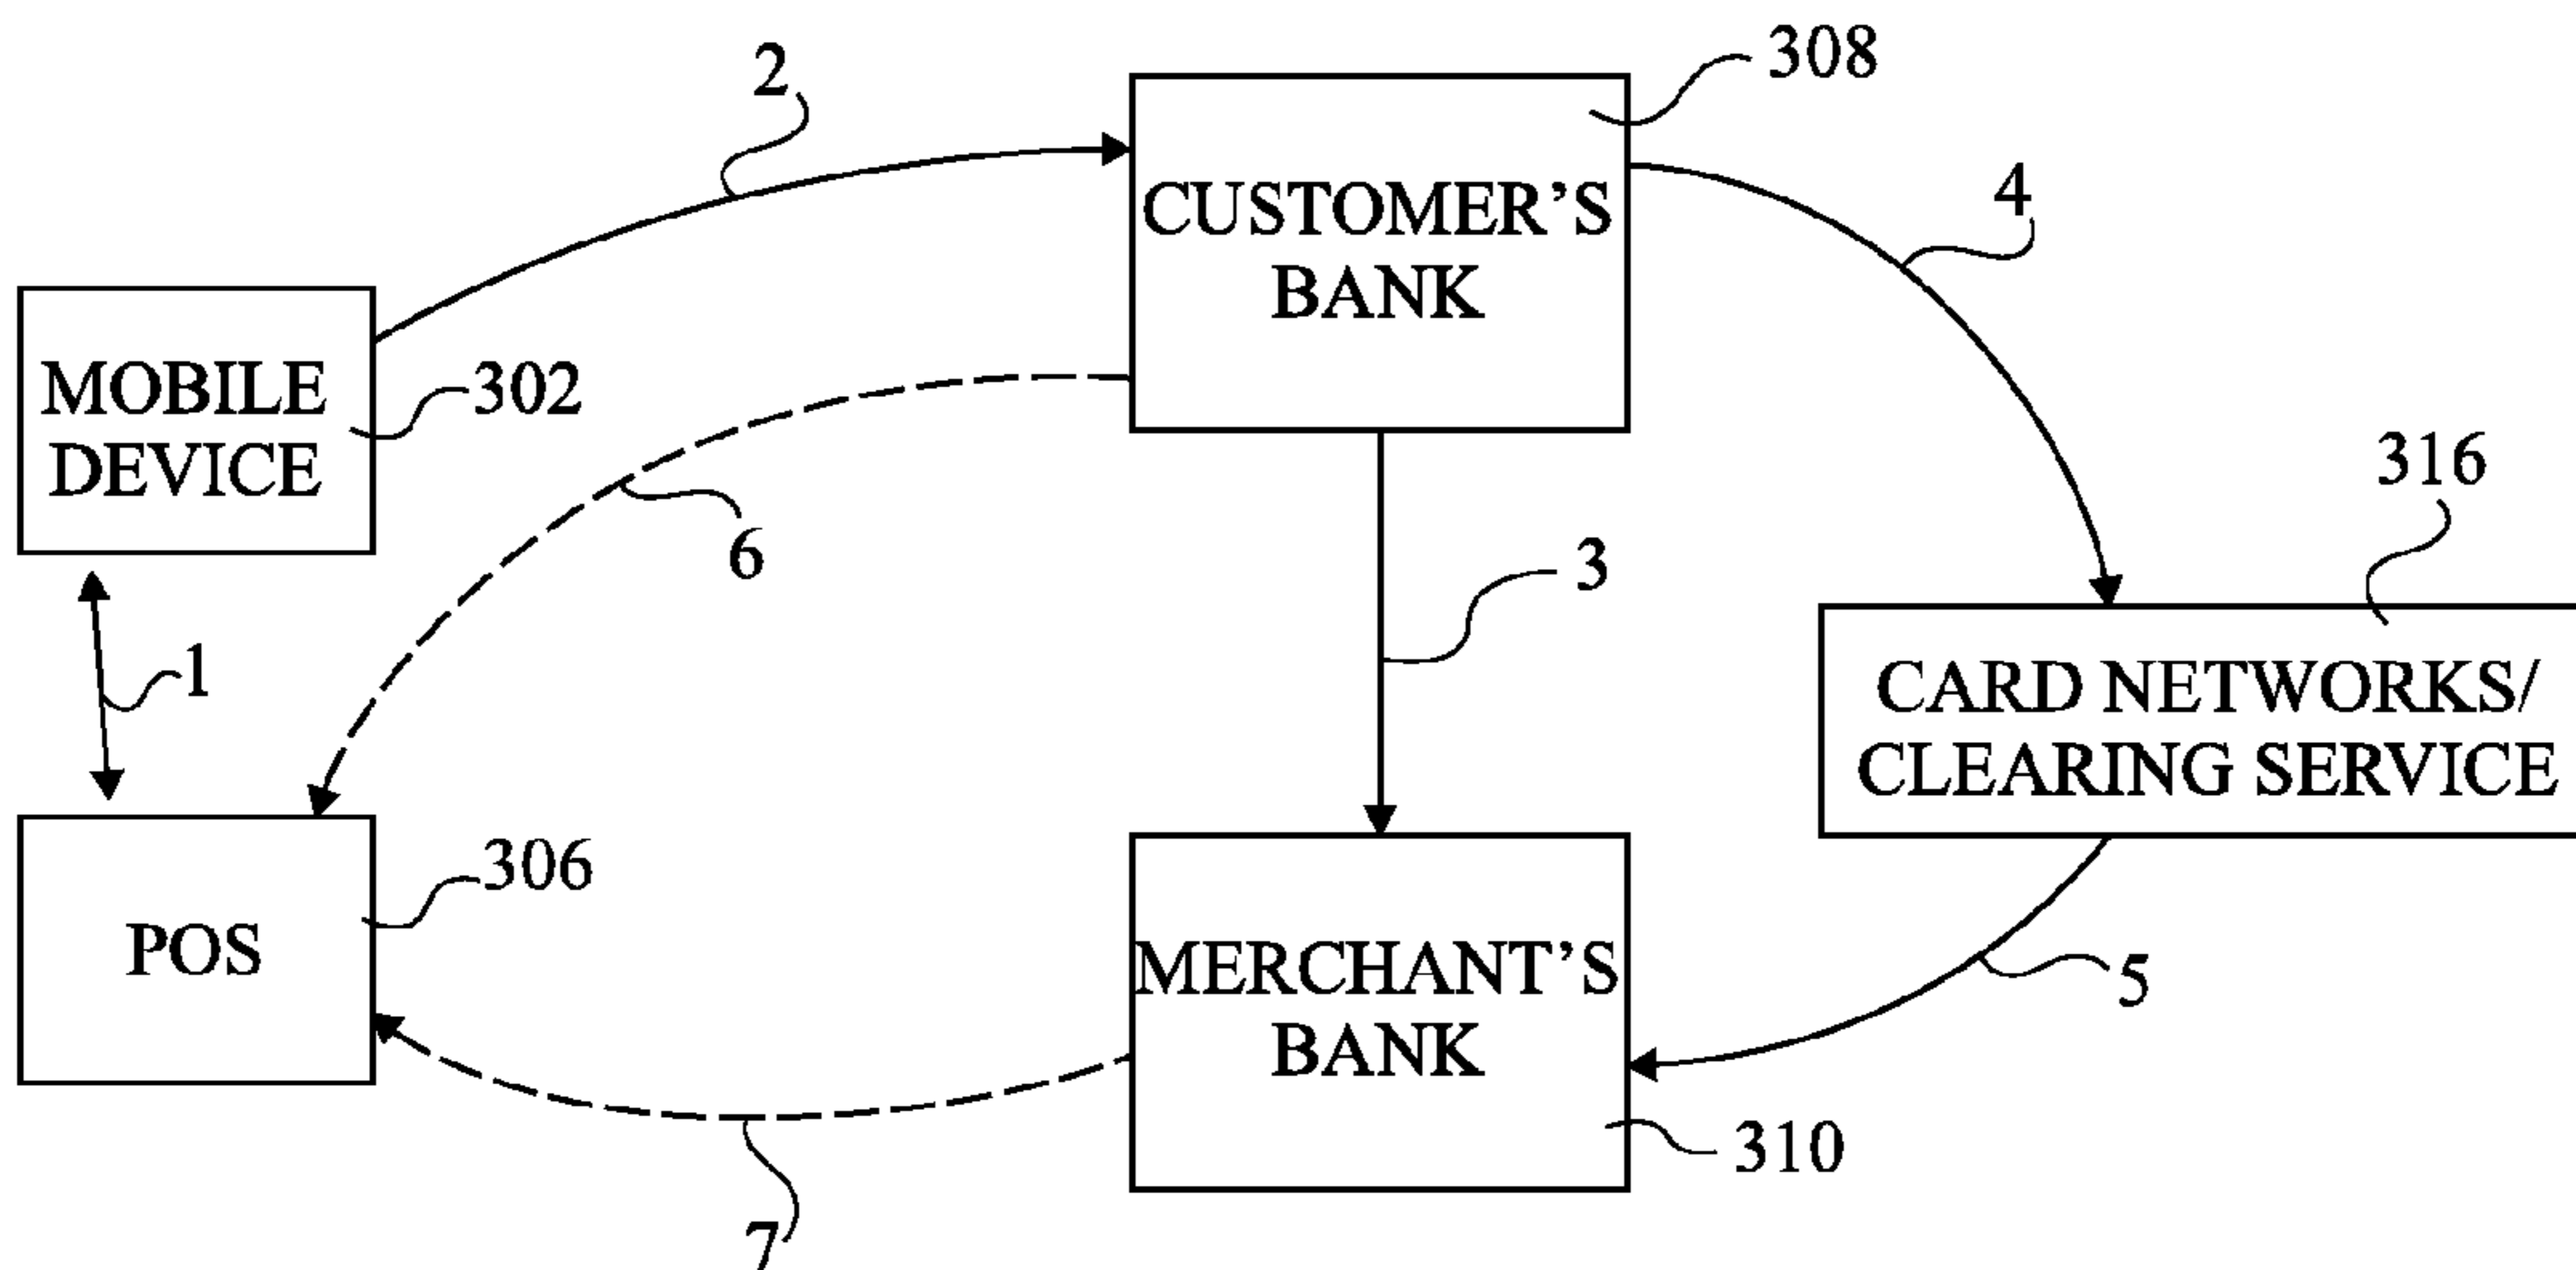 2
308
CUSTOMER’S
BANK
4
MOBILE
DEVICE
302
6
3
316
1
CARD NETWORKS/
CLEARING SERVICE
306
POS
MERCHANT’S
BANK
5
310
7